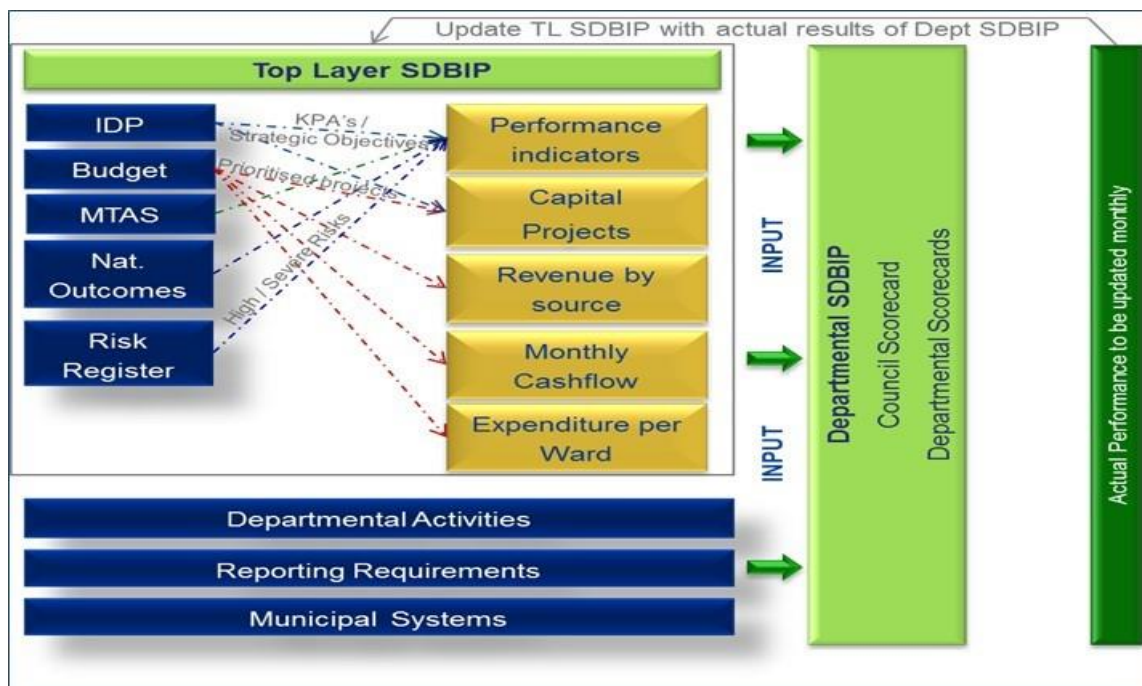 Update TL SDBIP with actual results of Dept SDBIP
Top Layer SDBIP
IDP
Budget
MTAS
Nat.
Outcomes
Risk
Register
KPA's /
Strategic Objectives
Prioritised projects
High / Severe Risks
Performance
indicators
Capital
Projects
Revenue by
source
Monthly
Cashflow
Expenditure per
Ward
INPUT
INPUT
Departmental SDBIP
Council Scorecard
Departmental Scorecards
Actual Performance to be updated monthly
Departmental Activities
Reporting Requirements
Municipal Systems